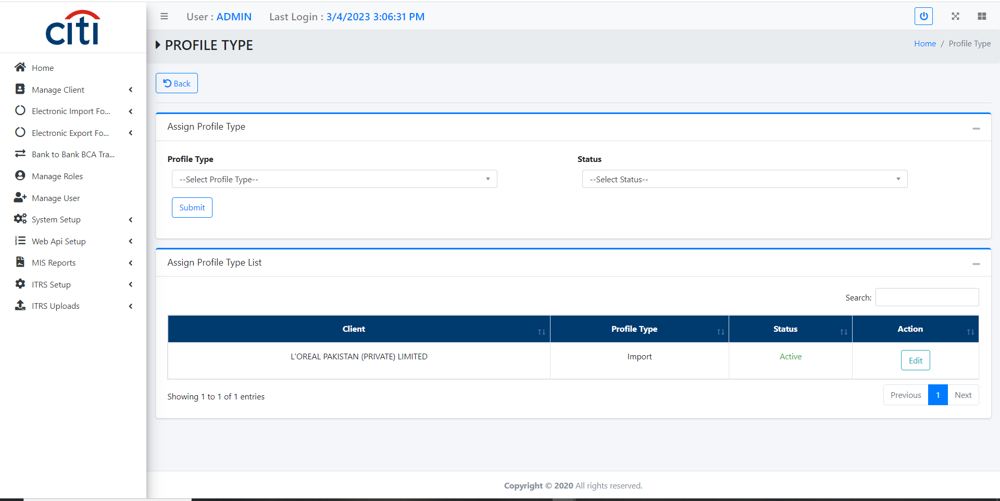 citi
User : ADMIN Last Login : 3/4/2023 3:06:31 PM
PROFILE TYPE
Home / Profile Type
Home
Manage Client
Electronic Import Fo...
Electronic Export Fo...
Bank to Bank BCA Tra...
Manage Roles
Manage User
System Setup
Web Api Setup
MIS Reports
ITRS Setup
ITRS Uploads
Back
Assign Profile Type
Profile Type Status
--Select Profile Type-- --Select Status--
Submit
Assign Profile Type List
Search:
Client Profile Type Status Action
L'OREAL PAKISTAN (PRIVATE) LIMITED Import Active Edit
Showing 1 to 1 of 1 entries
Previous 1 Next
Copyright © 2020 All rights reserved.